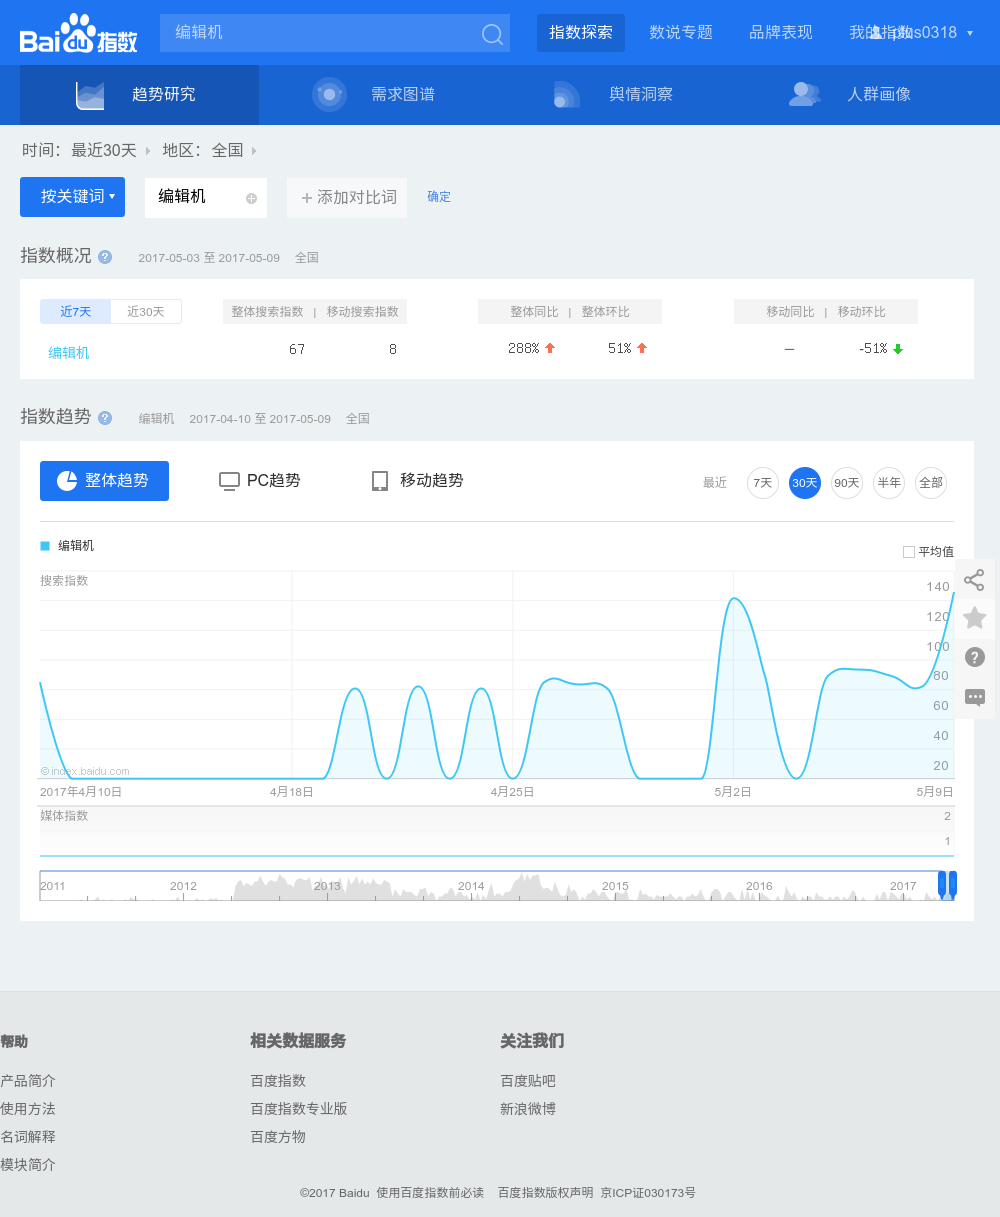 Bai du 指数 编辑机 指数探索 数说专题 品牌表现 我的指数 0318
趋势研究 需求图谱 舆情洞察 人群画像
时间: 最近30天 地区: 全国
按关键词 编辑机 + 添加对比词 确定
指数概况 ? 2017-05-03 至 2017-05-09 全国
近7天 近30天 整体搜索指数 | 移动搜索指数 整体同比 | 整体环比 移动同比 | 移动环比
编辑机 67 8 288% 51% — -51%
指数趋势 ? 编辑机 2017-04-10 至 2017-05-09 全国
整体趋势 PC趋势 移动趋势 最近 7天 30天 90天 半年 全部
编辑机
平均值
搜索指数
140
120
100
80
60
40
20
©index.baidu.com
2017年4月10日 4月18日 4月25日 5月2日 5月9日
媒体指数 2
1
2011 2012 2013 2014 2015 2016 2017
帮助 相关数据服务 关注我们
产品简介 百度指数 百度贴吧
使用方法 百度指数专业版 新浪微博
名词解释 百度方物
模块简介
©2017 Baidu 使用百度指数前必读 百度指数版权声明 京ICP证030173号